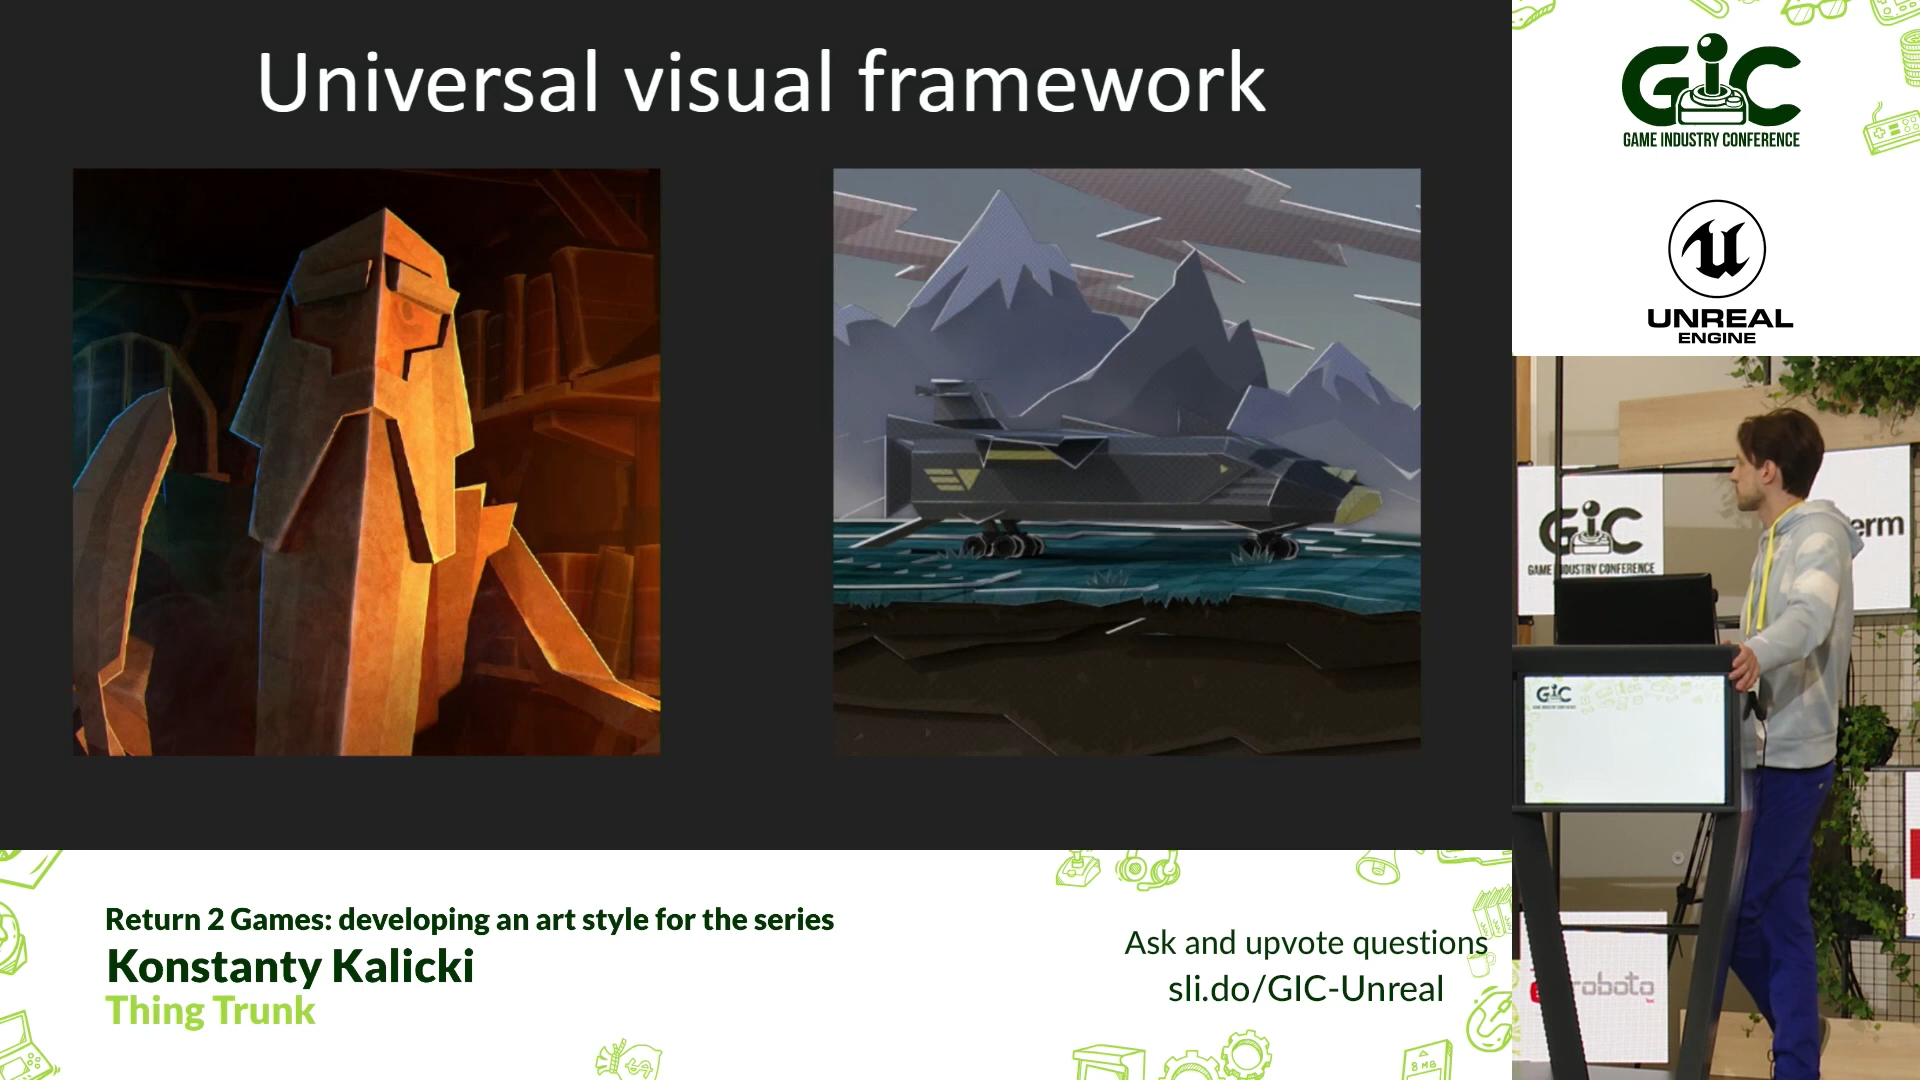 Universal visual framework
GIC
GAME INDUSTRY CONFERENCE
UNREAL
ENGINE
GIC
GAME INDUSTRY CONFERENCE
erm
GIC
roboto
Return 2 Games: developing an art style for the series
Konstanty Kalicki
Thing Trunk
Ask and upvote questions
sli.do/GIC-Unreal
8 MB